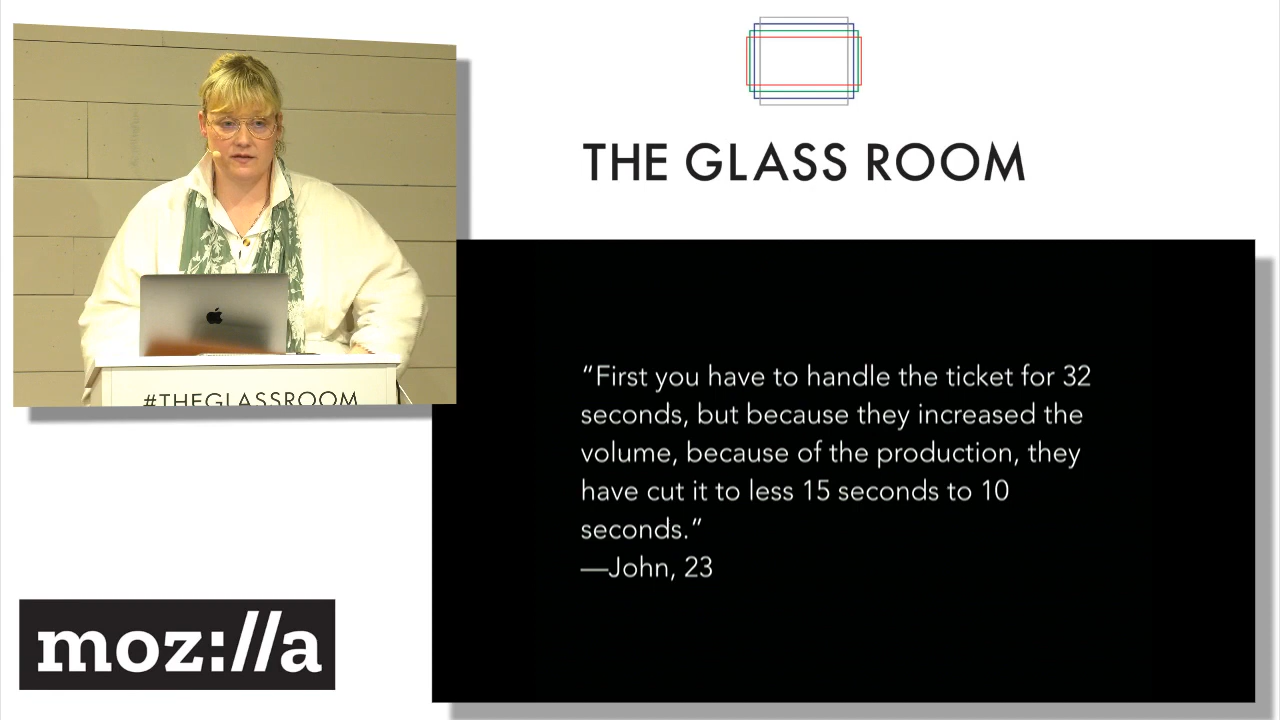 THE GLASS ROOM
#THEGLASSROOM
“First you have to handle the ticket for 32
seconds, but because they increased the
volume, because of the production, they
have cut it to less 15 seconds to 10
seconds.”
—John, 23
moz://a